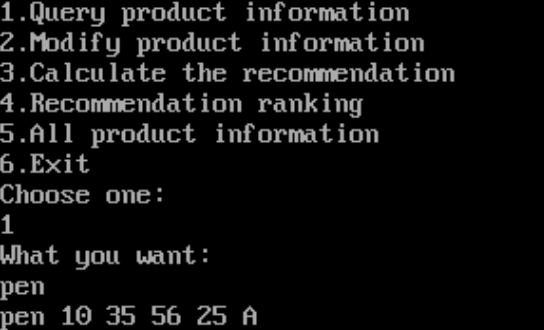 1.Query product information
2.Modify product information
3.Calculate the recommendation
4.Recommendation ranking
5.All product information
6.Exit
Choose one:
1
What you want:
pen
pen 10 35 56 25 A